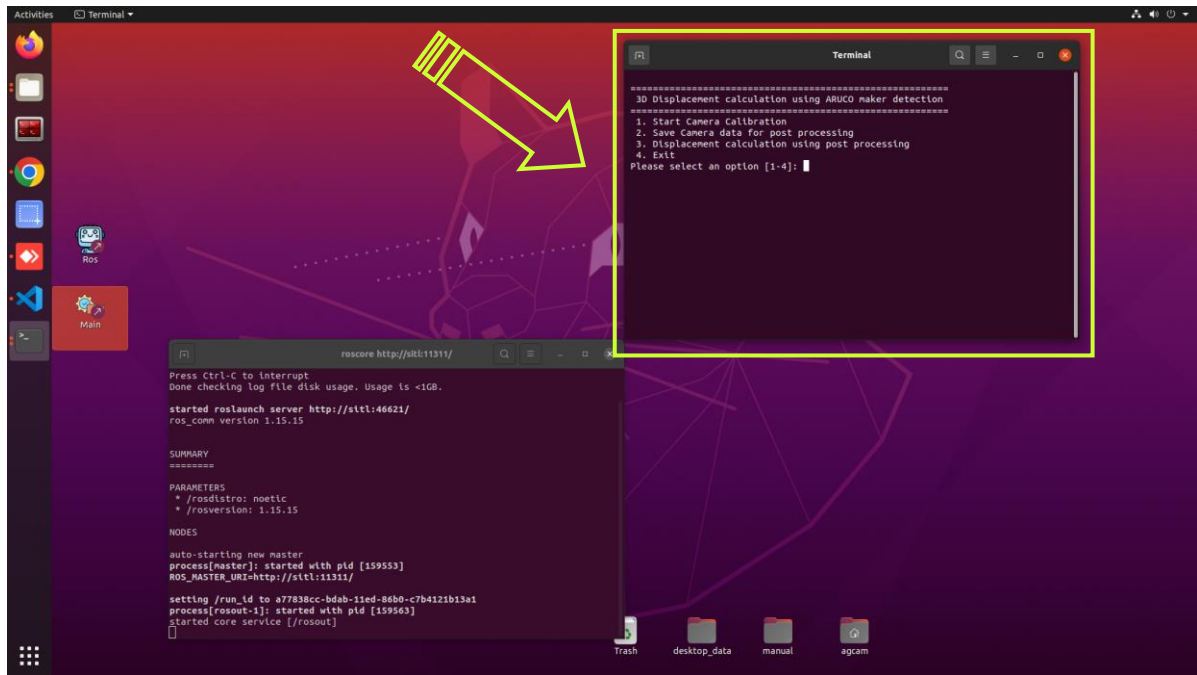 Activities
Terminal
Terminal
========================================================
3D Displacement calculation using ARUCO maker detection
========================================================
1. Start Camera Calibration
2. Save Camera data for post processing
3. Displacement calculation using post processing
4. Exit
Please select an option [1-4]:
Ros
Main
roscore http://sitl:11311/
Press Ctrl-C to interrupt
Done checking log file disk usage. Usage is <1GB.
started roslaunch server http://sitl:46621/
ros_comm version 1.15.15
SUMMARY
========
PARAMETERS
* /rosdistro: noetic
* /rosversion: 1.15.15
NODES
auto-starting new master
process[master]: started with pid [159553]
ROS_MASTER_URI=http://sitl:11311/
setting /run_id to a77838cc-bdab-11ed-86b0-c7b4121b13a1
process[rosout-1]: started with pid [159563]
started core service [/rosout]
Trash
desktop_data
manual
agcam